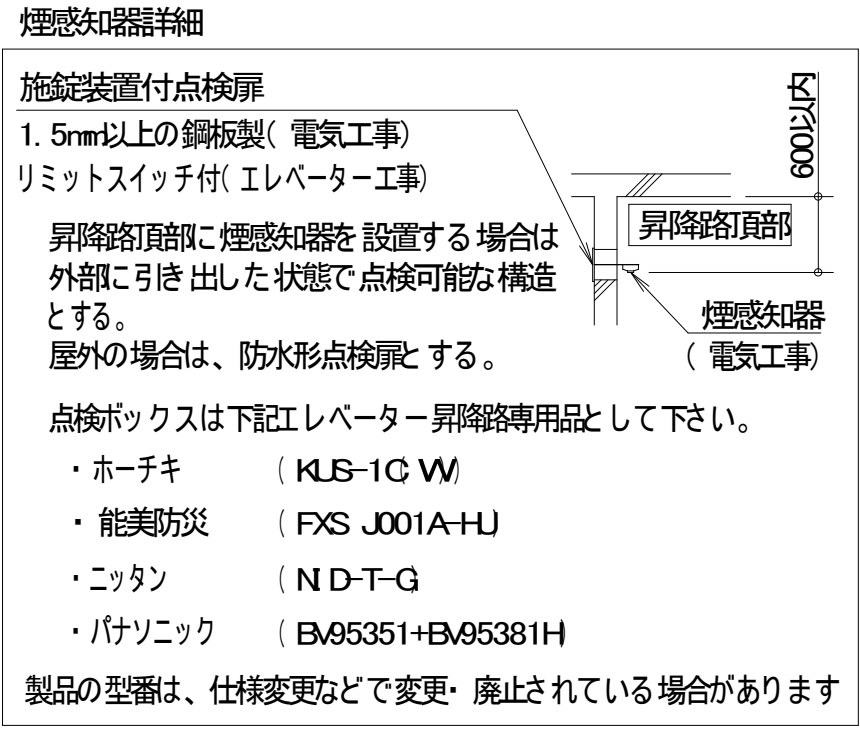 煙感知器詳細
施錠装置付点検扉
1.5mm以上の鋼板製(電気工事)
リミットスイッチ付(エレベーター工事)
600以内
昇降路頂部
昇降路頂部に煙感知器を設置する場合は
外部に引き出した状態で点検可能な構造
とする。
屋外の場合は、防水形点検扉とする。
煙感知器
(電気工事)
点検ボックスは下記エレベーター昇降路専用品として下さい。
・ホーチキ (KUS-1C;VW)
・能美防災 (FXSJ001A-HU)
・ニッタン (NID-T-G)
・パナソニック (BV95351+BV95381H)
製品の型番は、仕様変更などで変更・廃止されている場合があります